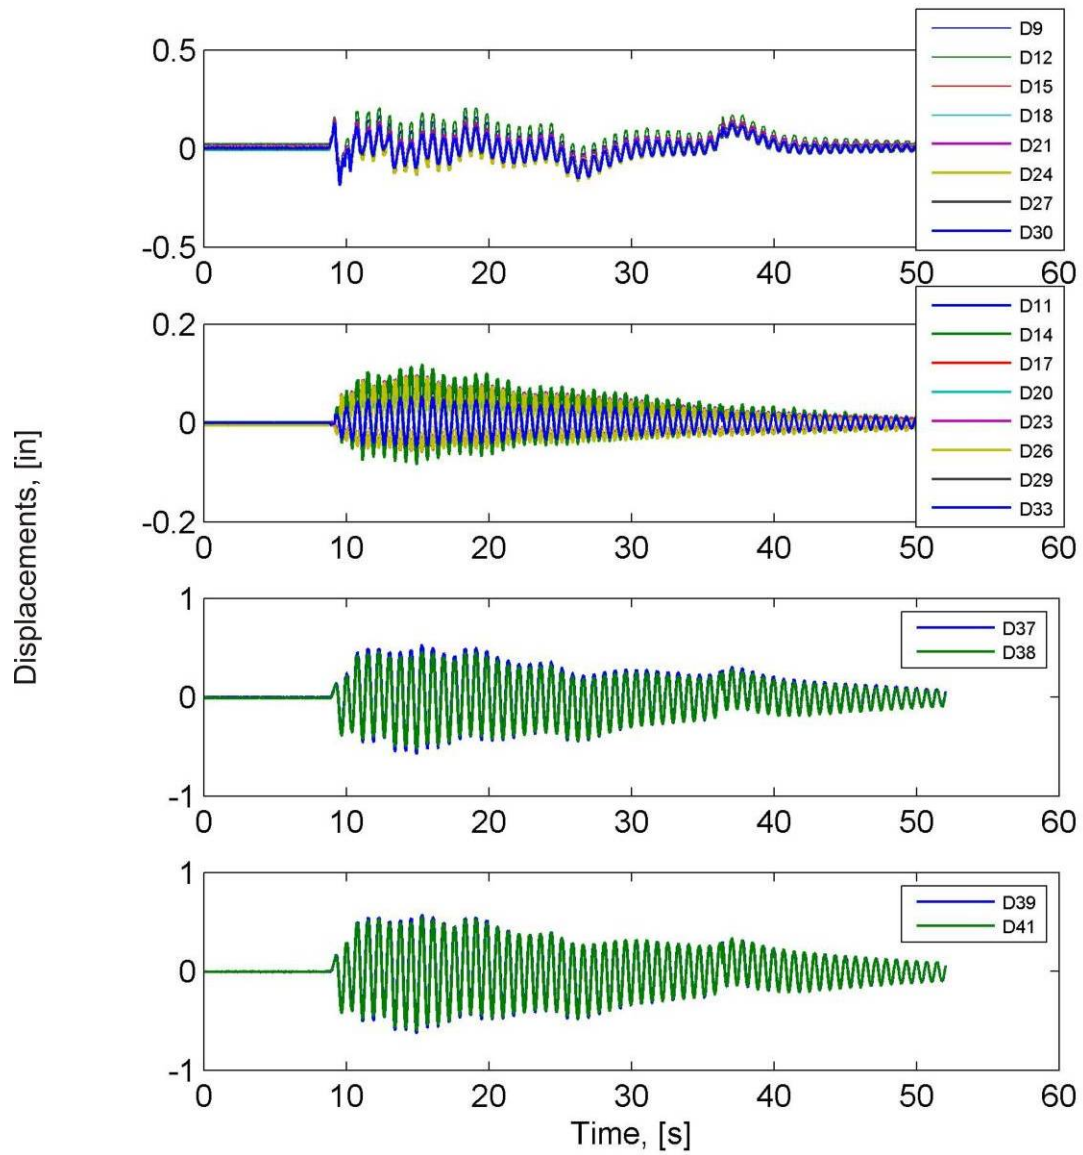 0.5
0
-0.5
0 10 20 30 40 50 60
D9
D12
D15
D18
D21
D24
D27
D30
0.2
0
-0.2
0 10 20 30 40 50 60
D11
D14
D17
D20
D23
D26
D29
D33
Displacements, [in]
1
0
-1
0 10 20 30 40 50 60
D37
D38
1
0
-1
0 10 20 30 40 50 60
D39
D41
Time, [s]